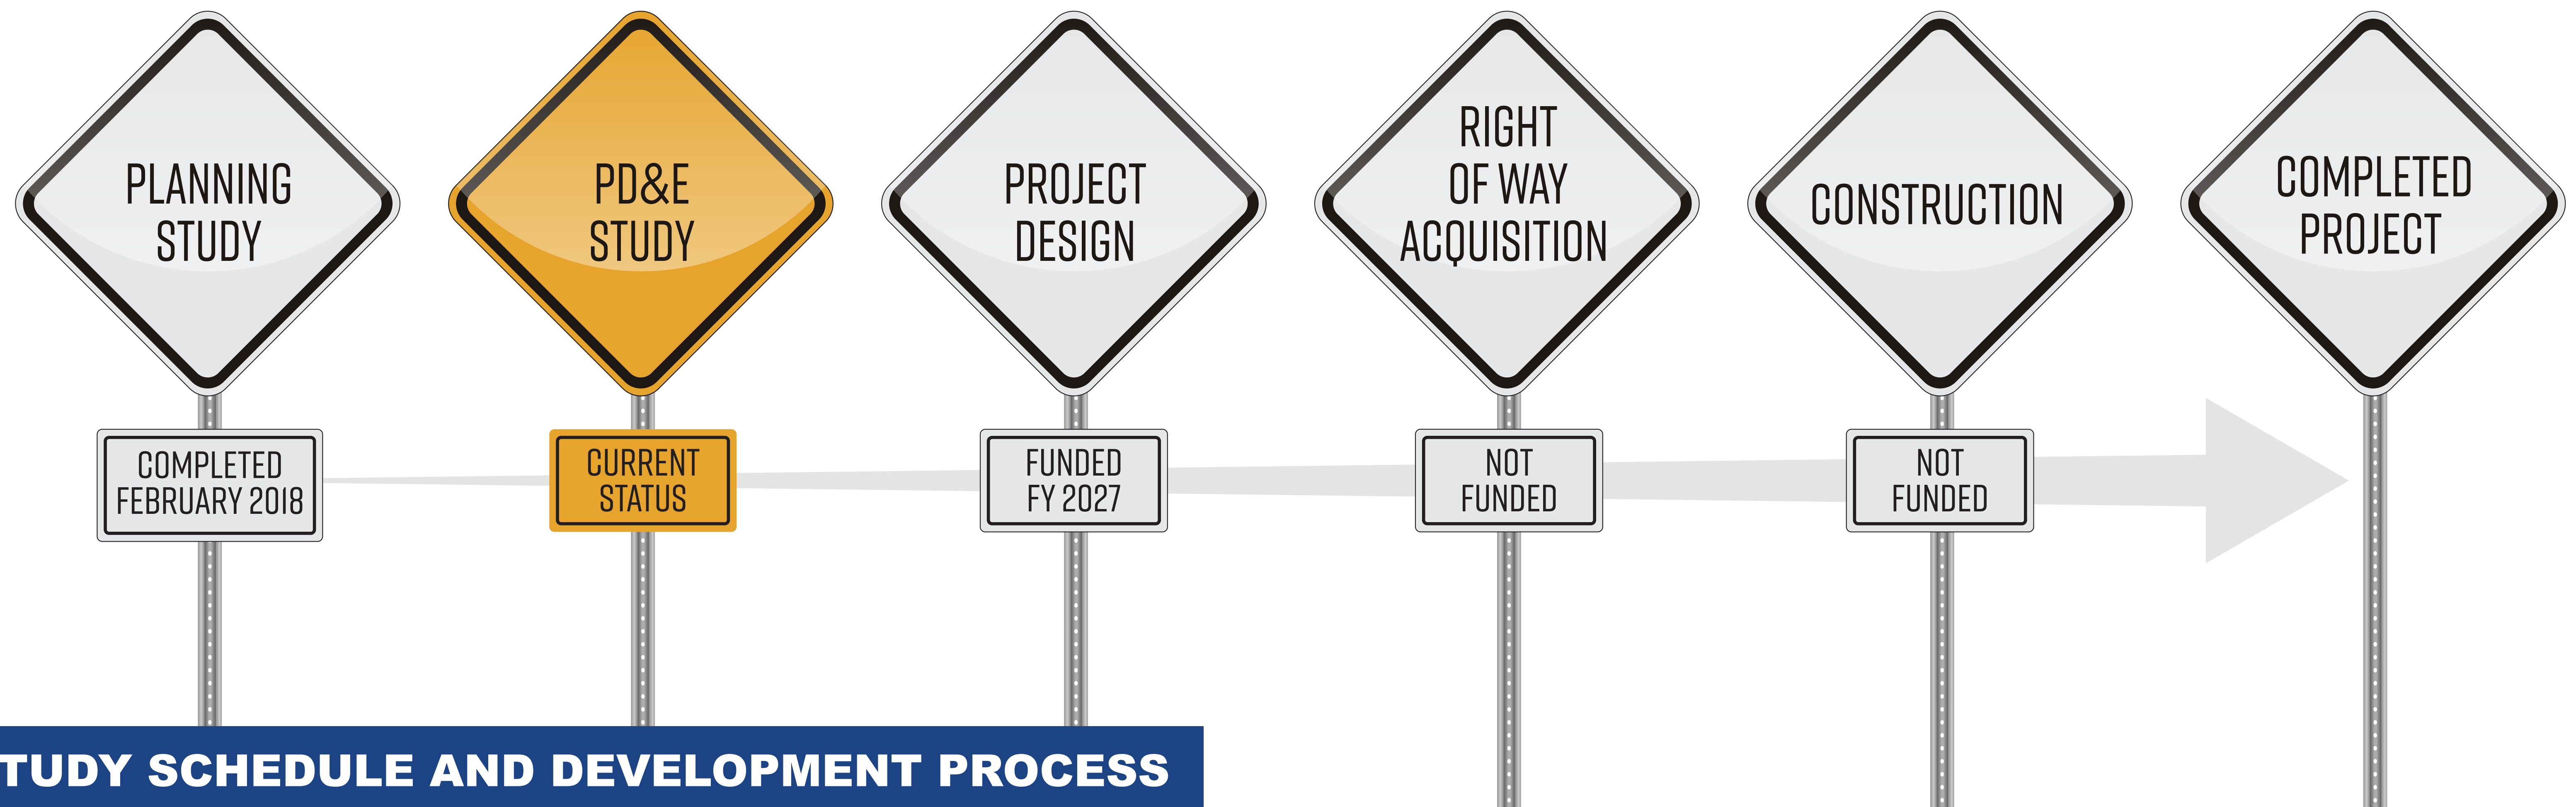 PLANNING
STUDY
PD&E
STUDY
PROJECT
DESIGN
RIGHT
OF WAY
ACQUISITION
CONSTRUCTION
COMPLETED
PROJECT
COMPLETED
FEBRUARY 2018
CURRENT
STATUS
FUNDED
FY 2027
NOT
FUNDED
NOT
FUNDED
TUDY SCHEDULE AND DEVELOPMENT PROCESS